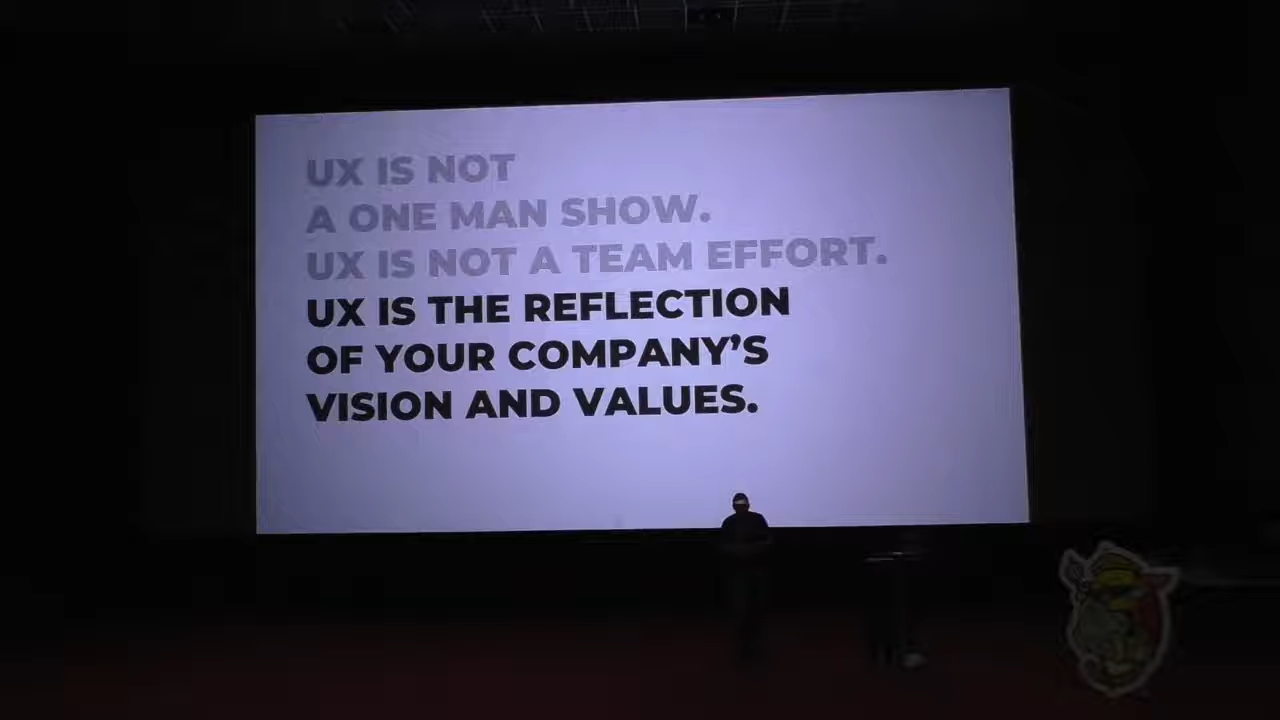 UX IS NOT
A ONE MAN SHOW.
UX IS NOT A TEAM EFFORT.
UX IS THE REFLECTION
OF YOUR COMPANY’S
VISION AND VALUES.